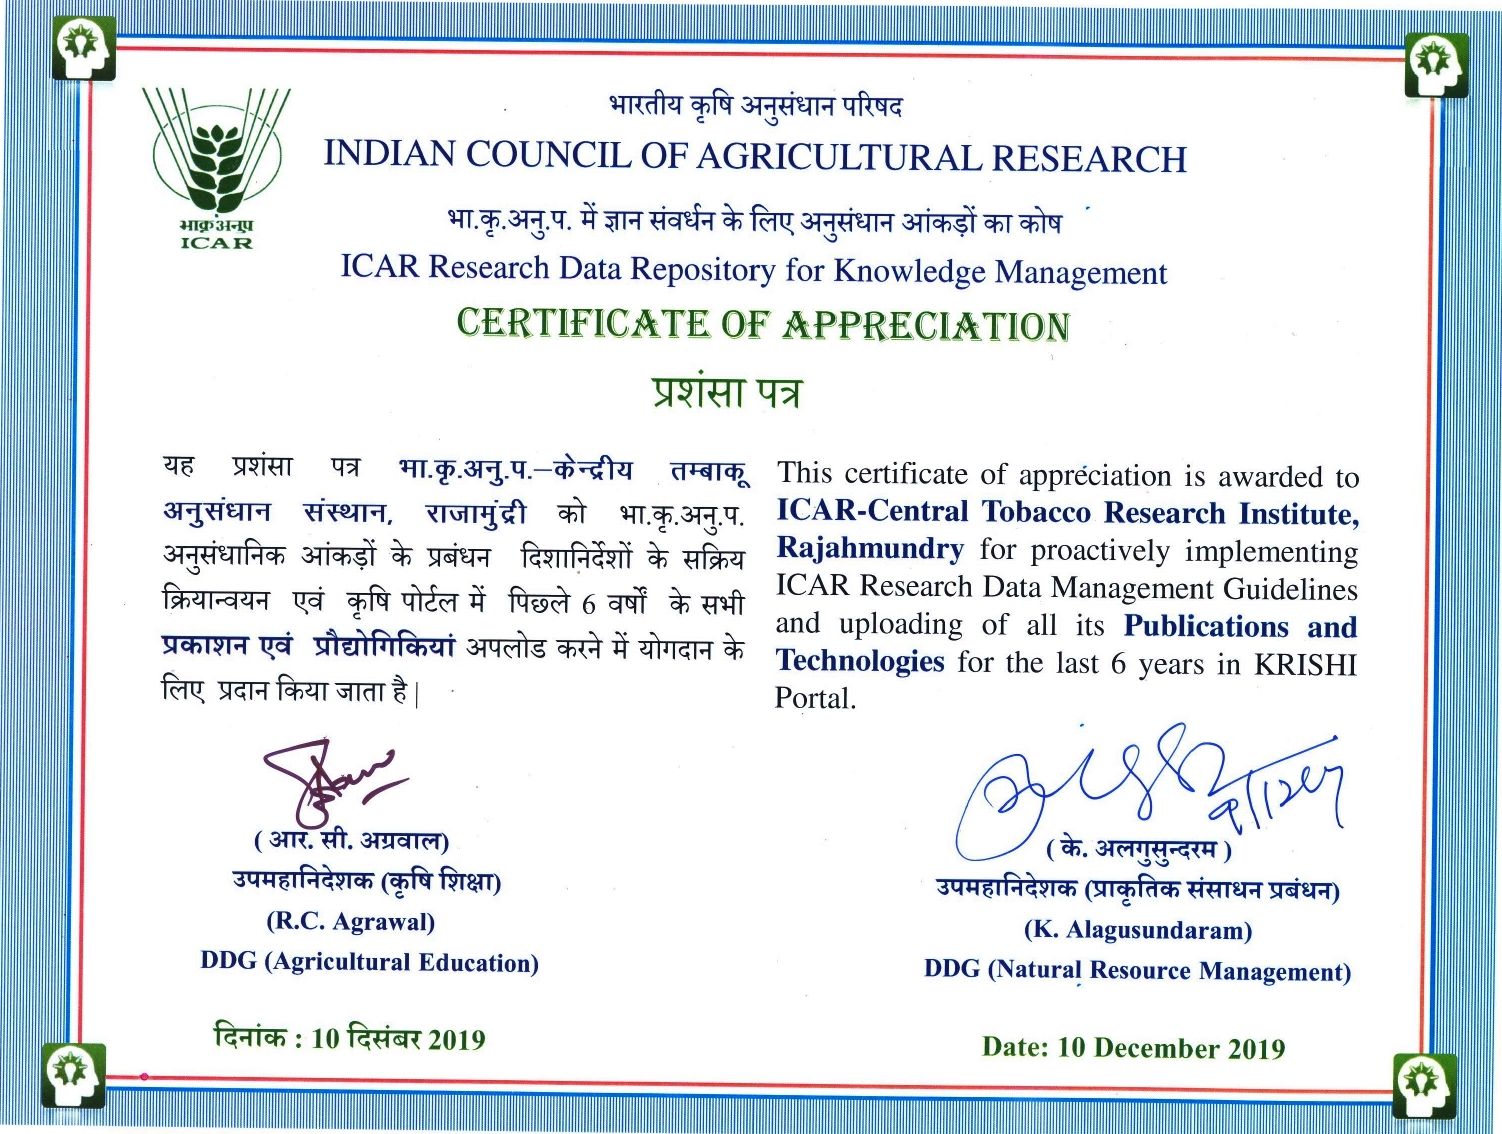 भारतीय कृषि अनुसंधान परिषद
INDIAN COUNCIL OF AGRICULTURAL RESEARCH
भाकृअनुप
ICAR
भा.कृ.अनु.प. में ज्ञान संवर्धन के लिए अनुसंधान आंकड़ों का कोष
ICAR Research Data Repository for Knowledge Management
CERTIFICATE OF APPRECIATION
प्रशंसा पत्र
यह प्रशंसा पत्र भा.कृ.अनु.प.–केन्द्रीय तम्बाकू
अनुसंधान संस्थान, राजामुंद्री को भा.कृ.अनु.प.
अनुसंधानिक आंकड़ों के प्रबंधन दिशानिर्देशों के सक्रिय
क्रियान्वयन एवं कृषि पोर्टल में पिछले 6 वर्षों के सभी
प्रकाशन एवं प्रौद्योगिकियां अपलोड करने में योगदान के
लिए प्रदान किया जाता है|
This certificate of appreciation is awarded to
ICAR-Central Tobacco Research Institute,
Rajahmundry for proactively implementing
ICAR Research Data Management Guidelines
and uploading of all its Publications and
Technologies for the last 6 years in KRISHI
Portal.
( आर. सी. अग्रवाल)
उपमहानिदेशक (कृषि शिक्षा)
(R.C. Agrawal)
DDG (Agricultural Education)
( के. अलगुसुन्दरम )
उपमहानिदेशक (प्राकृतिक संसाधन प्रबंधन)
(K. Alagusundaram)
DDG (Natural Resource Management)
दिनांक : 10 दिसंबर 2019
Date: 10 December 2019